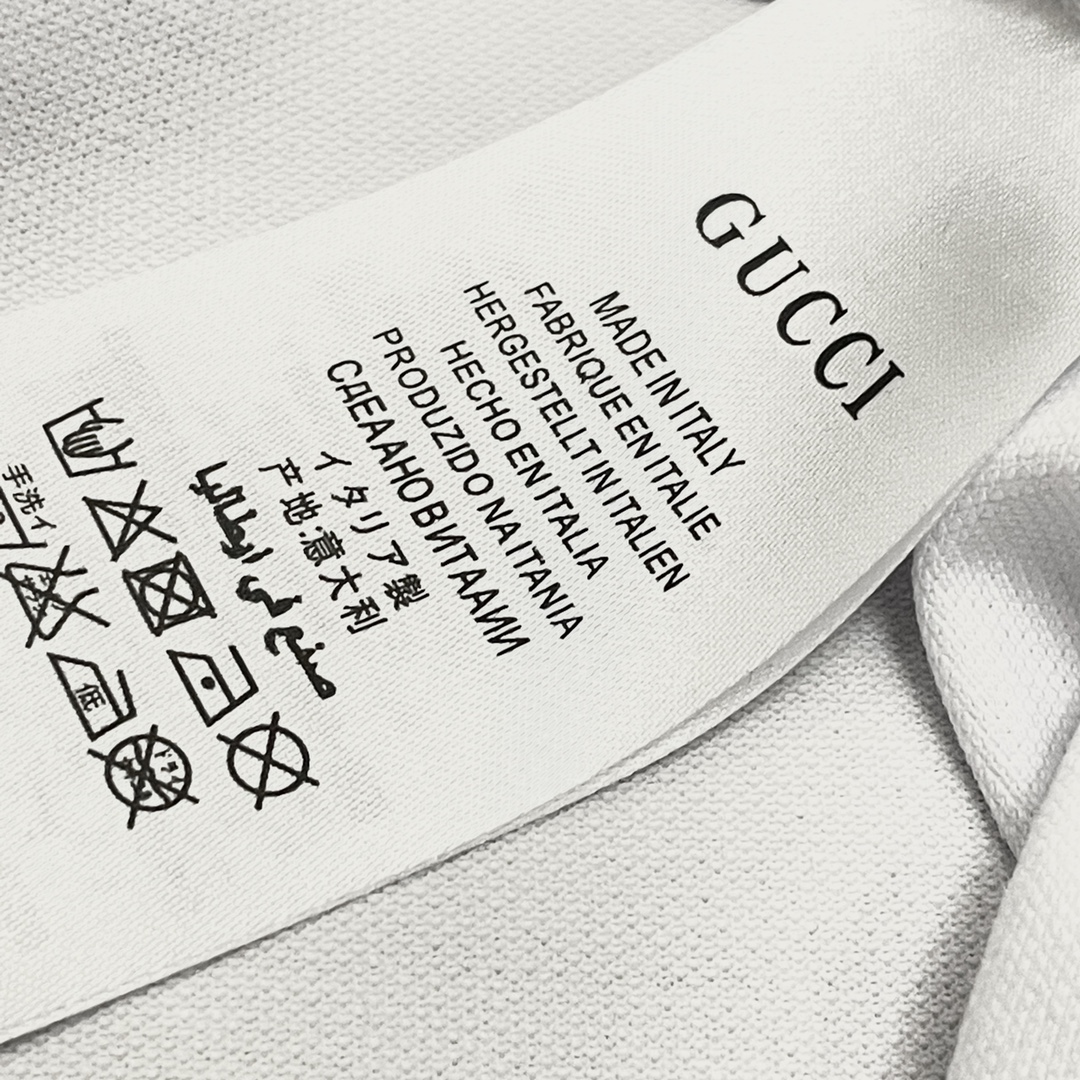 GUCCI
MADE IN ITALY
FABRIQUE EN ITALIE
HERGESTELLT IN ITALIEN
HECHO EN ITALIA
PRODUZIDO NA ITANIA
СДЕААНОВИТААИИ
イタリア製
产地:意大利
手洗イ
低